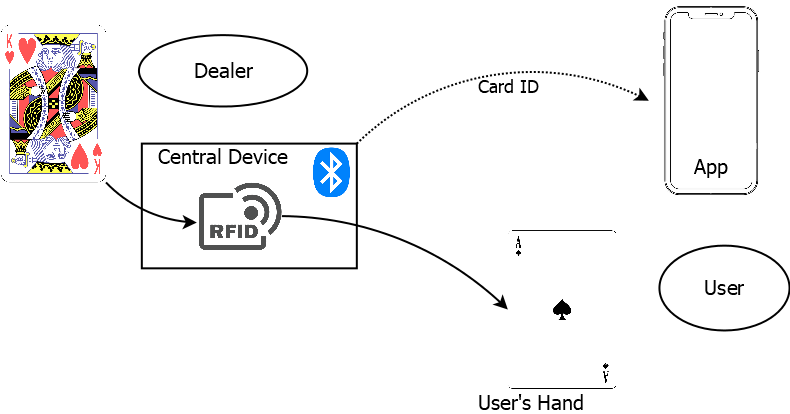 K
K
Dealer
Central Device
RFID
Card ID
App
A
A
User
User's Hand